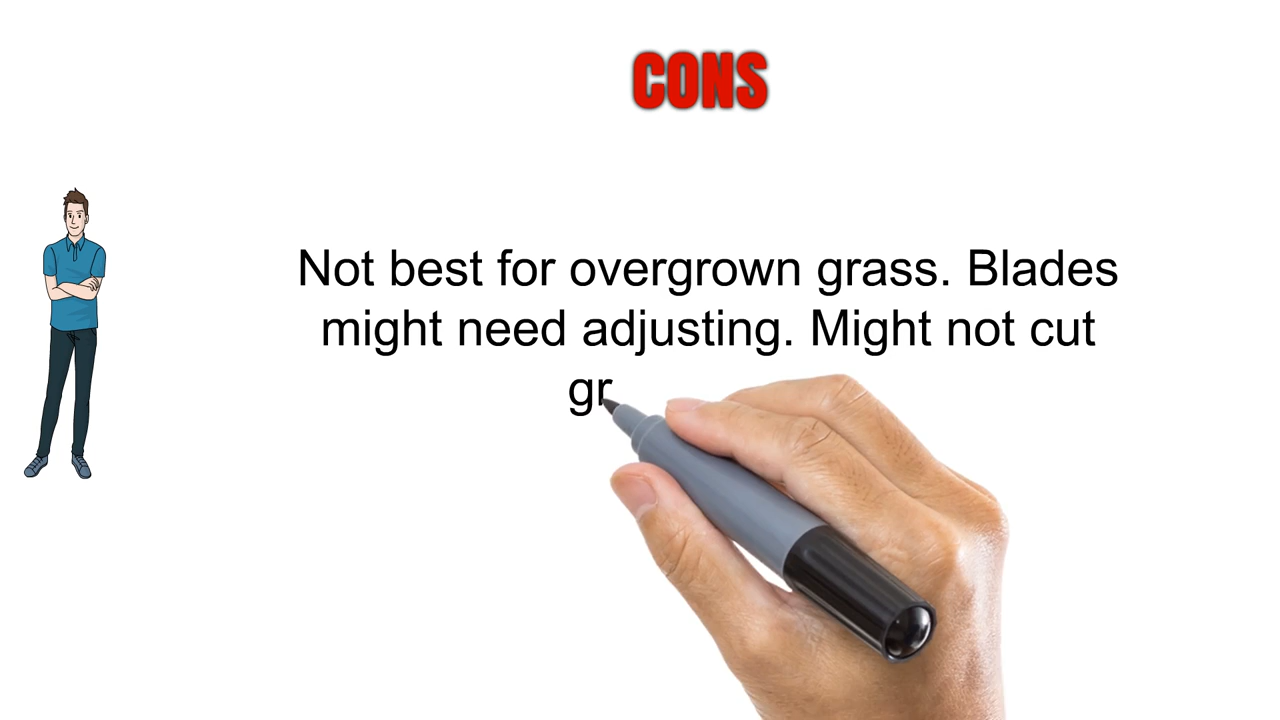 CONS
Not best for overgrown grass. Blades
might need adjusting. Might not cut
gr